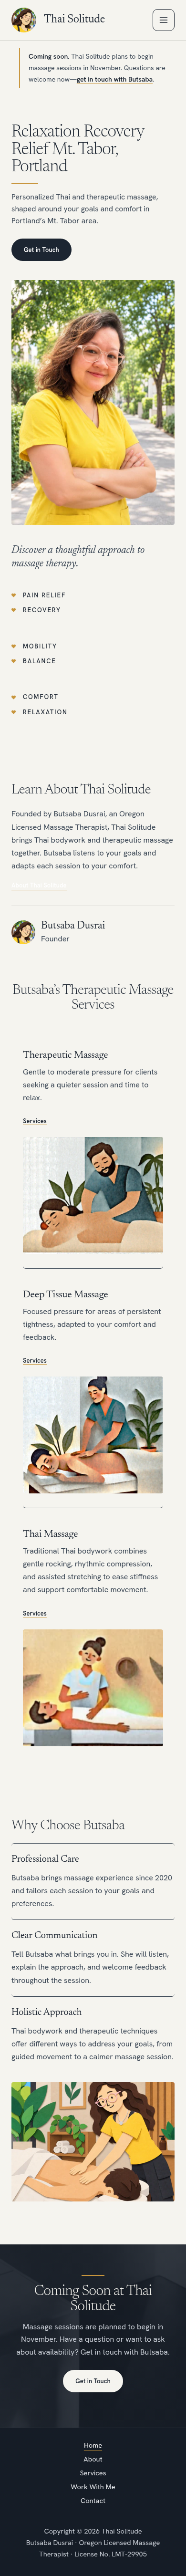 Thai Solitude
Coming soon. Thai Solitude plans to begin
massage sessions in November. Questions are
welcome now—get in touch with Butsaba.
Relaxation Recovery
Relief Mt. Tabor,
Portland
Personalized Thai and therapeutic massage,
shaped around your goals and comfort in
Portland's Mt. Tabor area.
Get in Touch
Discover a thoughtful approach to
massage therapy.
PAIN RELIEF
RECOVERY
MOBILITY
BALANCE
COMFORT
RELAXATION
Learn About Thai Solitude
Founded by Butsaba Dusrai, an Oregon
Licensed Massage Therapist, Thai Solitude
brings Thai bodywork and therapeutic massage
together. Butsaba listens to your goals and
adapts each session to your comfort.
Butsaba Dusrai
Founder
Butsaba's Therapeutic Massage
Services
Therapeutic Massage
Gentle to moderate pressure for clients
seeking a quieter session and time to
relax.
Services
Deep Tissue Massage
Focused pressure for areas of persistent
tightness, adapted to your comfort and
feedback.
Services
Thai Massage
Traditional Thai bodywork combines
gentle rocking, rhythmic compression,
and assisted stretching to ease stiffness
and support comfortable movement.
Services
Why Choose Butsaba
Professional Care
Butsaba brings massage experience since 2020
and tailors each session to your goals and
preferences.
Clear Communication
Tell Butsaba what brings you in. She will listen,
explain the approach, and welcome feedback
throughout the session.
Holistic Approach
Thai bodywork and therapeutic techniques
offer different ways to address your goals, from
guided movement to a calmer massage session.
Coming Soon at Thai
Solitude
Massage sessions are planned to begin in
November. Have a question or want to ask
about availability? Get in touch with Butsaba.
Get in Touch
Home
About
Services
Work With Me
Contact
Copyright © 2026 Thai Solitude
Butsaba Dusrai · Oregon Licensed Massage
Therapist · License No. LMT-29905